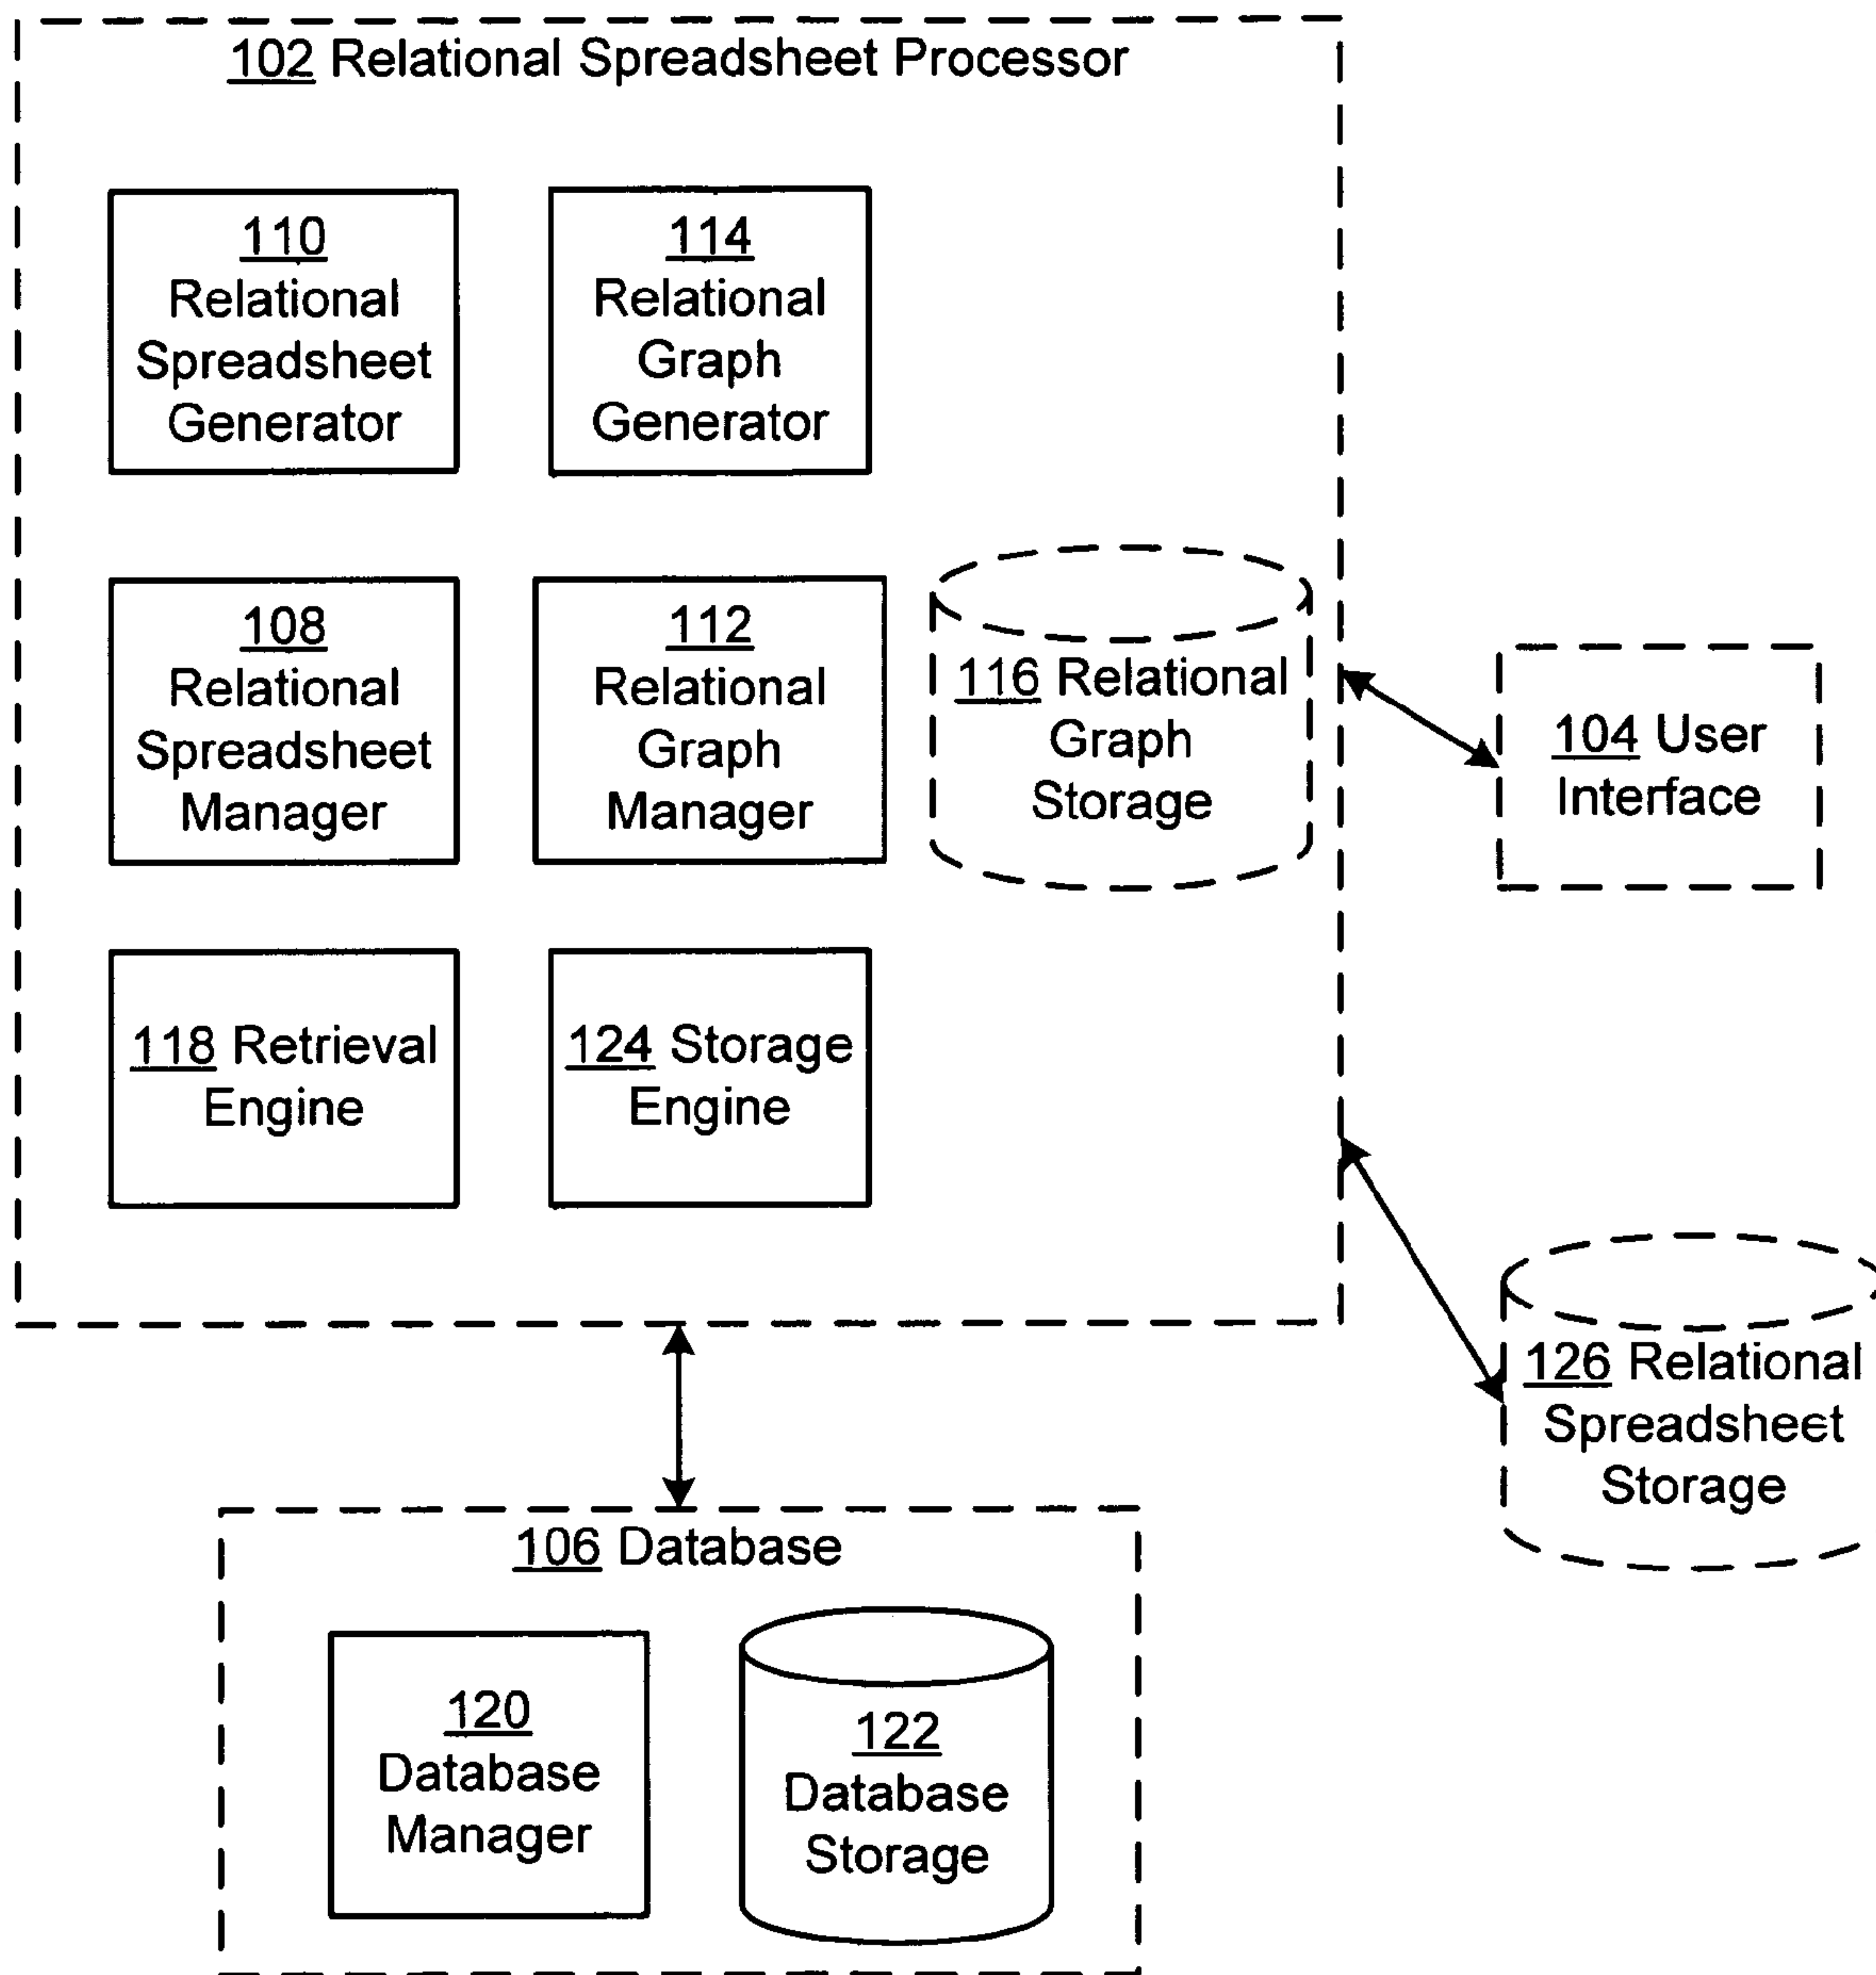 102 Relational Spreadsheet Processor
110
Relational
Spreadsheet
Generator
114
Relational
Graph
Generator
108
Relational
Spreadsheet
Manager
112
Relational
Graph
Manager
116 Relational
Graph
Storage
104 User
Interface
118 Retrieval
Engine
124 Storage
Engine
126 Relational
Spreadsheet
Storage
106 Database
120
Database
Manager
122
Database
Storage